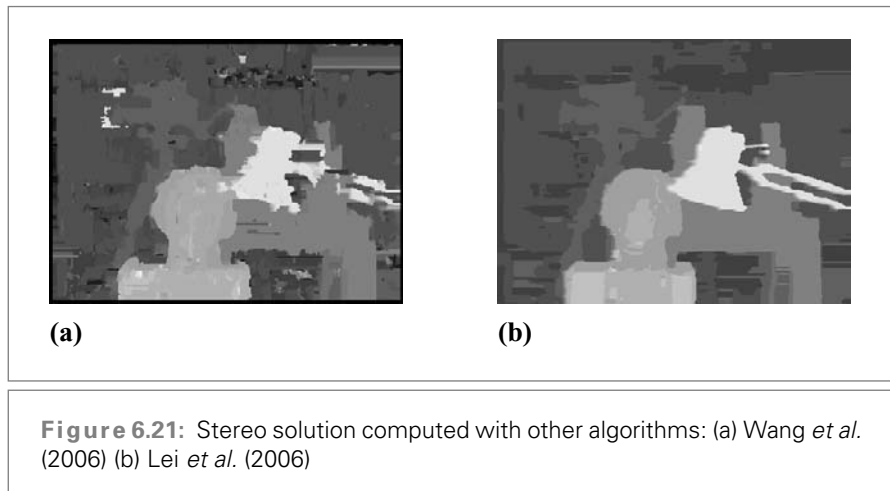 (a)
(b)
Figure 6.21: Stereo solution computed with other algorithms: (a) Wang et al.
(2006) (b) Lei et al. (2006)